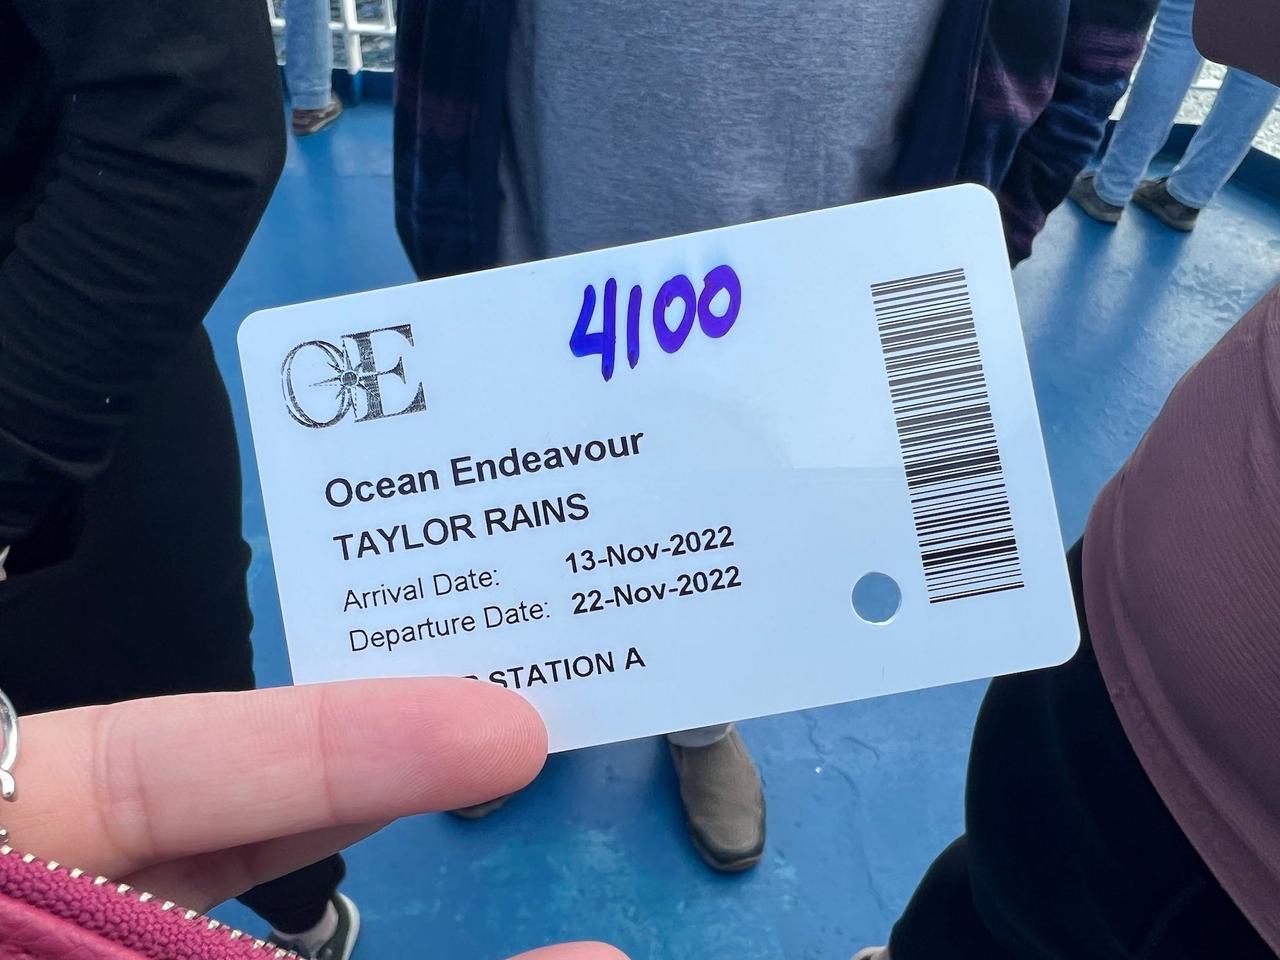 4100
OE
Ocean Endeavour
TAYLOR RAINS
Arrival Date: 13-Nov-2022
Departure Date: 22-Nov-2022
STATION A